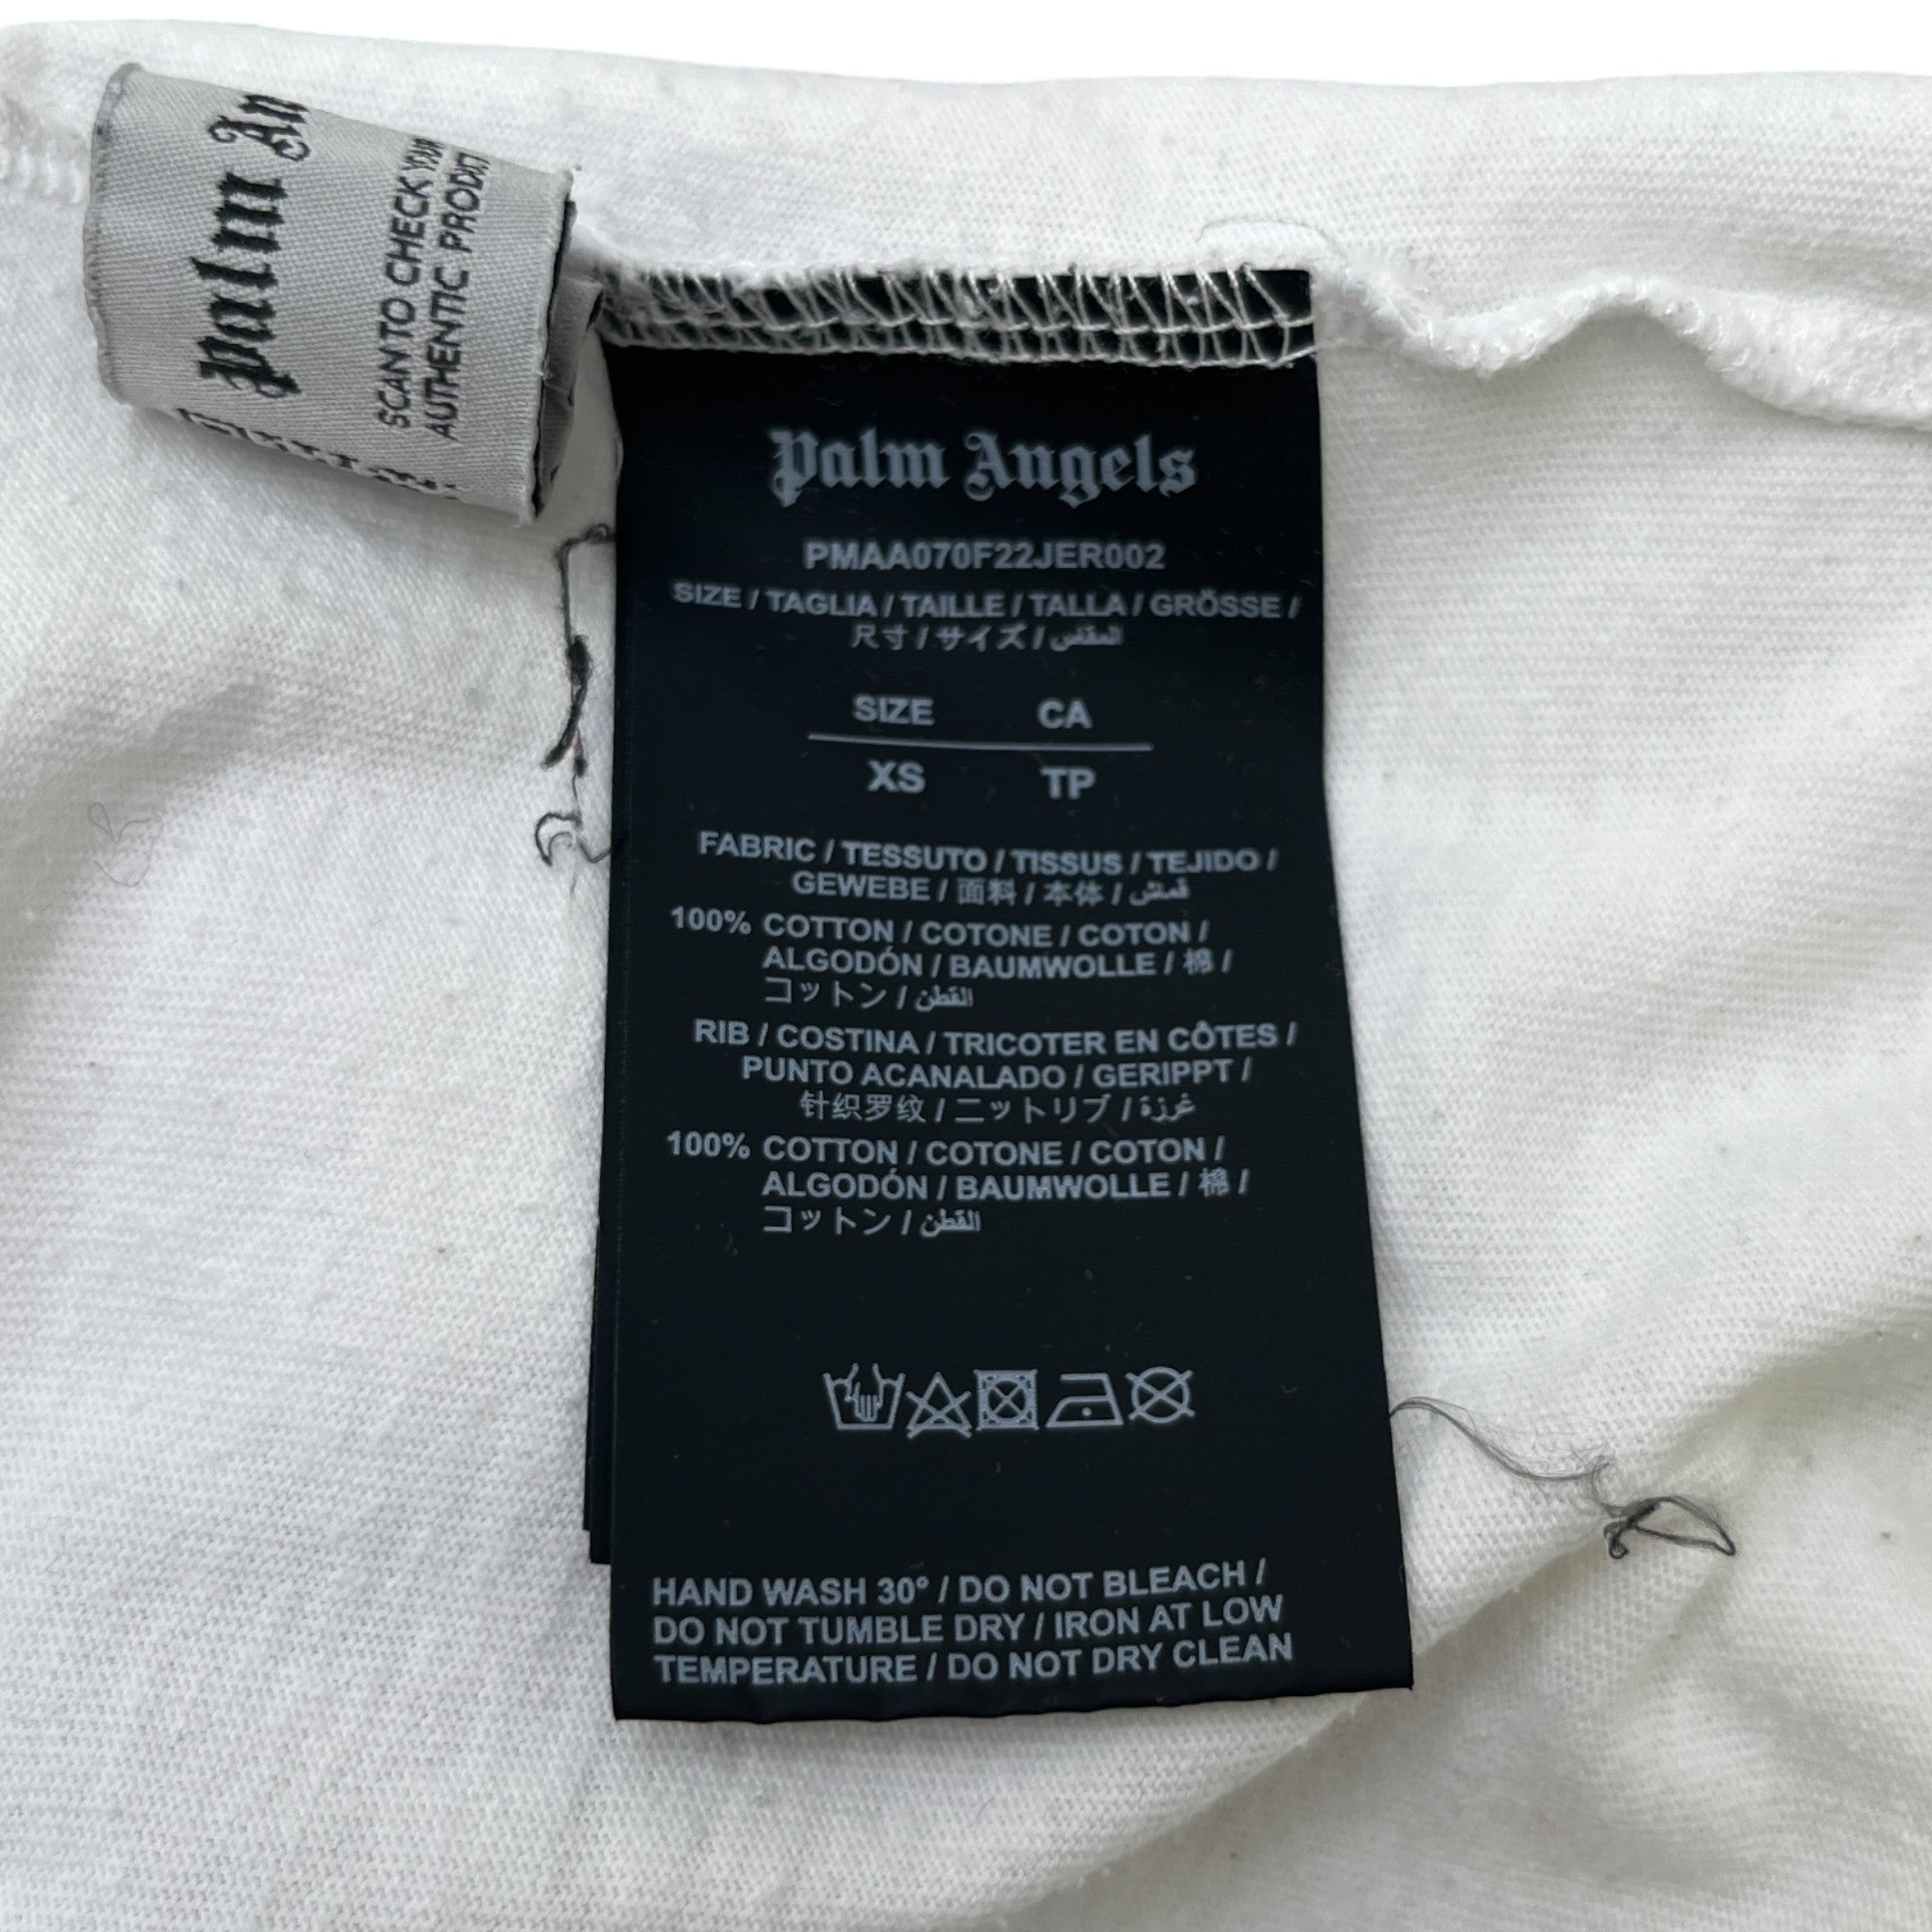 Palm An
SCAN TO CHECK YOUR
AUTHENTIC PRODUCT
Palm Angels
PMAA070F22JER002
SIZE / TAGLIA / TAILLE / TALLA / GRÖSSE /
尺寸 / サイズ / المقاس
SIZE CA
XS TP
FABRIC / TESSUTO / TISSUS / TEJIDO /
GEWEBE / 面料 / 本体 / قماش
100% COTTON / COTONE / COTON /
ALGODÓN / BAUMWOLLE / 棉 /
コットン / القطن
RIB / COSTINA / TRICOTER EN CÔTES /
PUNTO ACANALADO / GERIPPT /
针织罗纹 / ニットリブ / غرزة
100% COTTON / COTONE / COTON /
ALGODÓN / BAUMWOLLE / 棉 /
コットン / القطن
HAND WASH 30° / DO NOT BLEACH /
DO NOT TUMBLE DRY / IRON AT LOW
TEMPERATURE / DO NOT DRY CLEAN